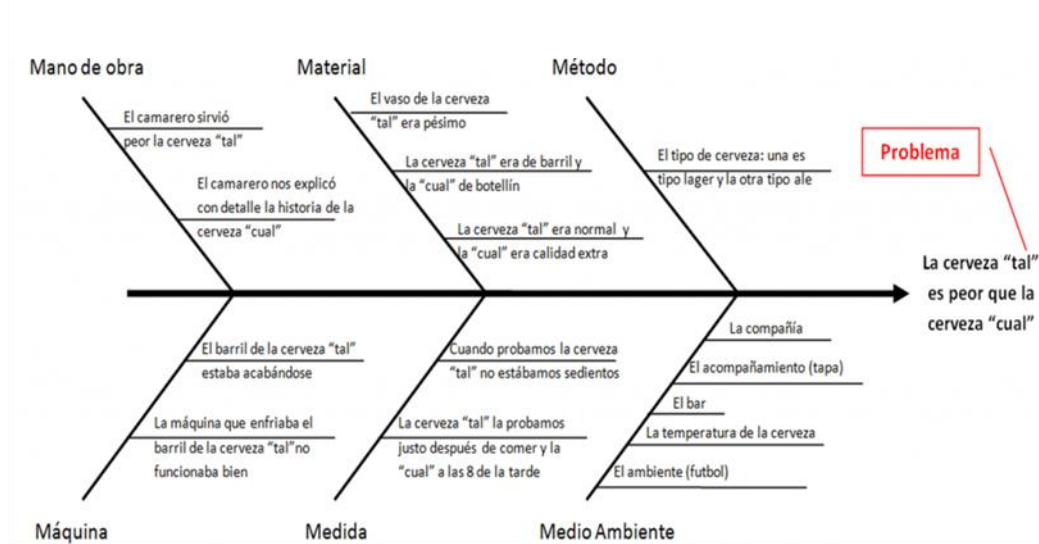 Mano de obra
El camarero sirvió
peor la cerveza “tal”
El camarero nos explicó
con detalle la historia de la
cerveza “cual”
Material
El vaso de la cerveza
“tal” era pésimo
La cerveza “tal” era de barril y
la “cual” de botellín
La cerveza “tal” era normal y
la “cual” era calidad extra
Método
El tipo de cerveza: una es
tipo lager y la otra tipo ale
Problema
La cerveza “tal”
es peor que la
cerveza “cual”
El barril de la cerveza “tal”
estaba acabándose
La máquina que enfriaba el
barril de la cerveza “tal”no
funcionaba bien
Máquina
Cuando probamos la cerveza
“tal” no estábamos sedientos
La cerveza “tal” la probamos
justo después de comer y la
“cual” a las 8 de la tarde
Medida
La compañía
El acompañamiento (tapa)
El bar
La temperatura de la cerveza
El ambiente (futbol)
Medio Ambiente